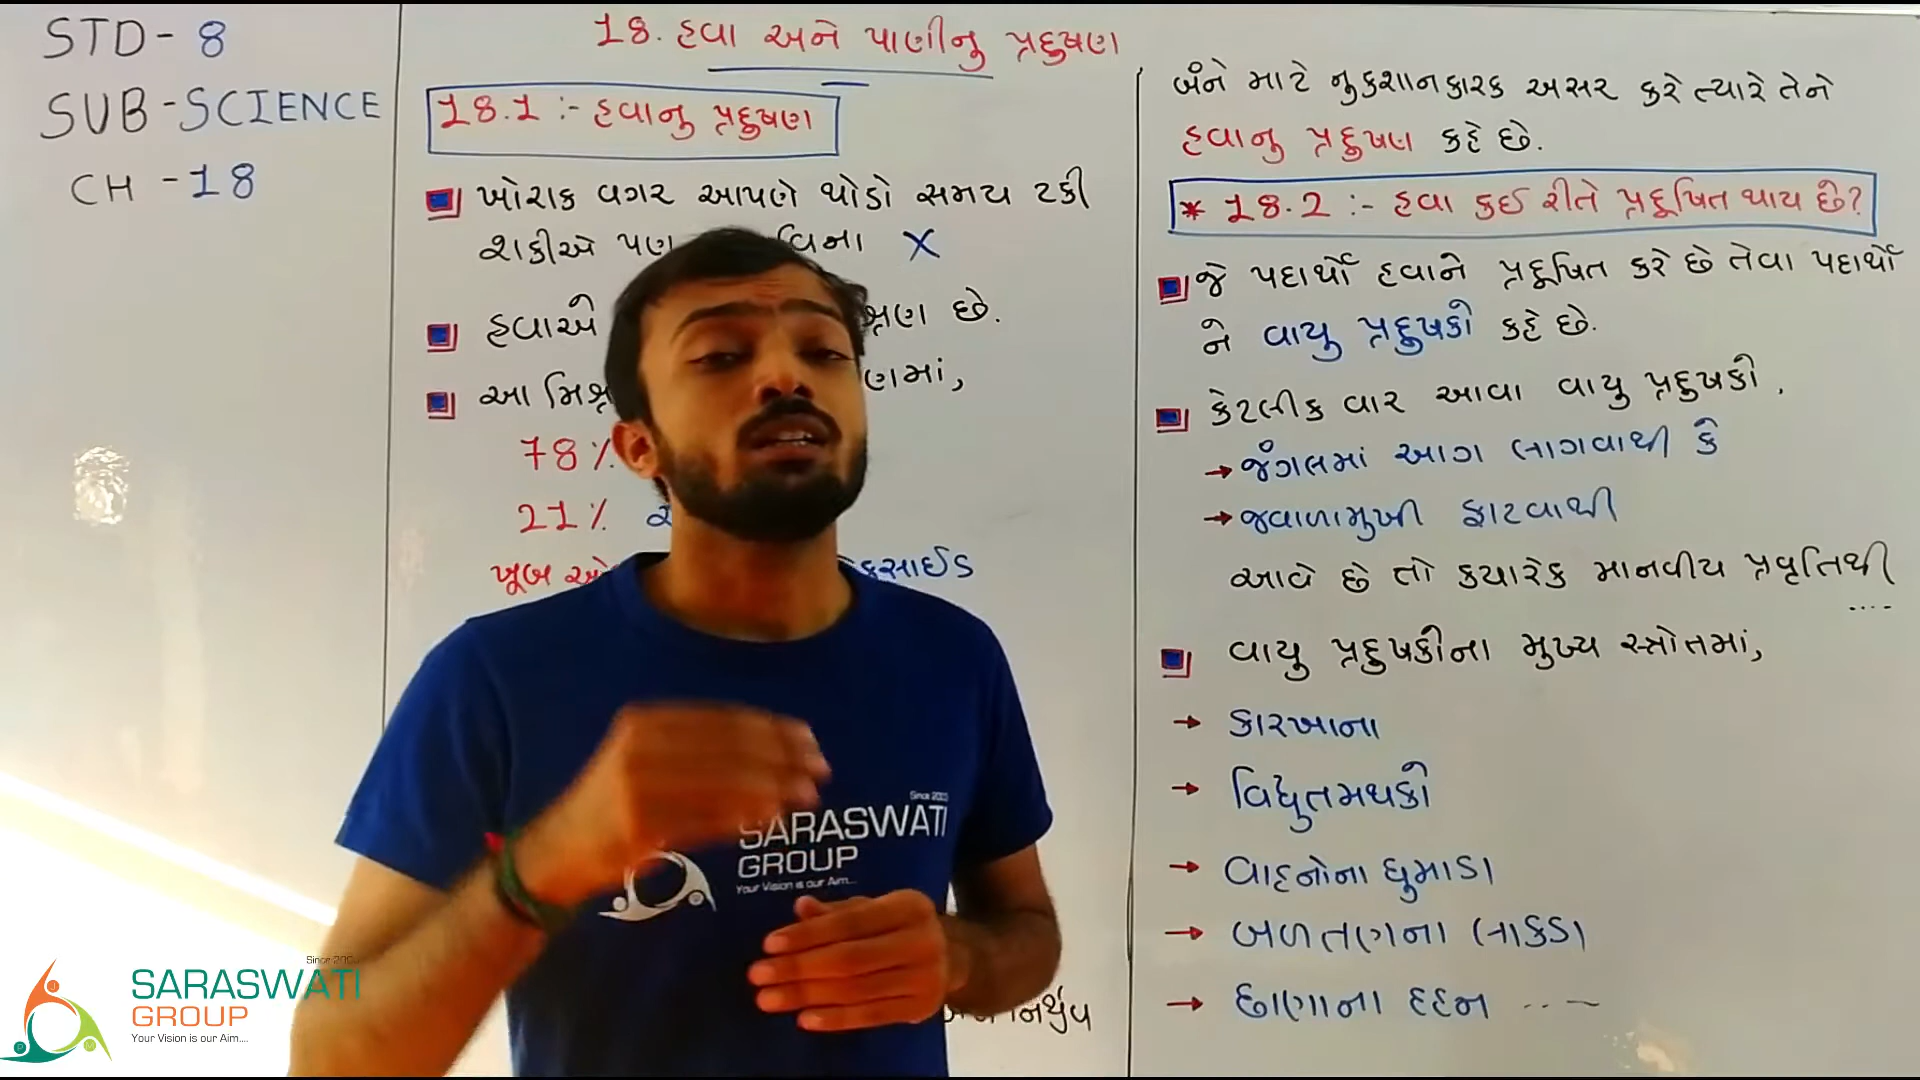 STD- 8
SUB-SCIENCE
CH -18
18. હવા અને પાણીનુ પ્રદુષણ
18.1 :- હવાનુ પ્રદુષણ
ખોરાક વગર આપણે થોડો સમય ટકી
શકીએ પણ વિના X
હવાએ છે.
આ
78%
21%
ખૂબ
નિર્જીવ
બંને માટે નુકશાનકારક અસર કરે ત્યારે તેને
હવાનુ પ્રદુષણ કહે છે.
* 18.2 :- હવા કઈ રીતે પ્રદૂષિત થાય છે?
જે પદાર્થો હવાને પ્રદૂષિત કરે છે તેવા પદાર્થો
ને વાયુ પ્રદુષકો કહે છે.
કેટલીક વાર આવા વાયુ પ્રદુષકો,
→ જંગલમાં આગ લાગવાથી કે
→ જવાળામુખી ફાટવાથી
આવે છે તો કયારેક માનવીય પ્રવૃતિથી
....
વાયુ પ્રદુષકોના મુખ્ય સ્ત્રોતમાં,
→ કારખાના
→ વિદ્યુતમથકો
→ વાહનોના ધુમાડા
→ બળતણના લાકડા
→ છાણાના દહન ..-
Since 2003
SARASWATI
GROUP
Your Vision is our Aim...
SARASWATI
GROUP
Your Vision is our Aim....